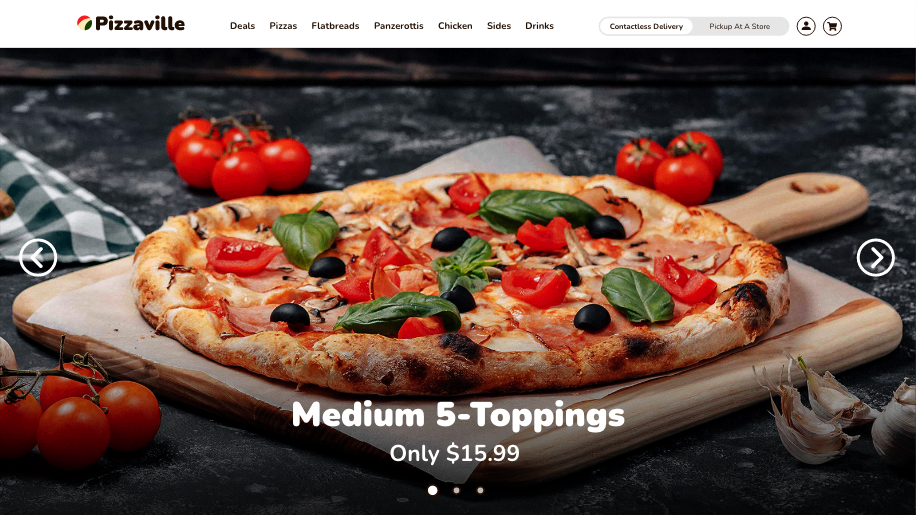 Pizzaville
Deals Pizzas Flatbreads Panzerottis Chicken Sides Drinks
Contactless Delivery Pickup At A Store
Medium 5-Toppings
Only $15.99